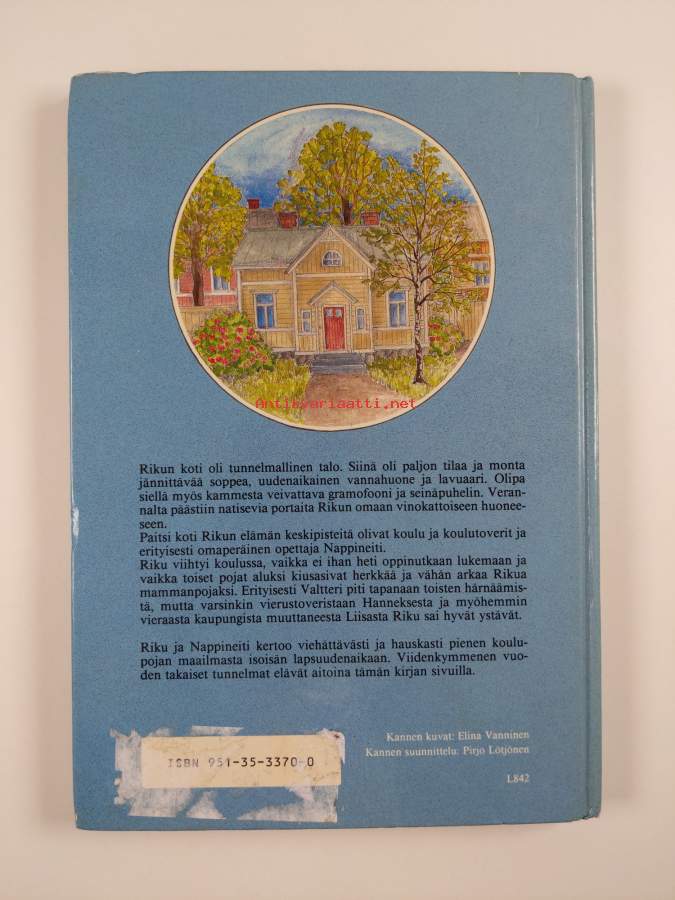 Antikvariaatti.net
Rikun koti oli tunnelmallinen talo. Siinä oli paljon tilaa ja monta
jännittävää soppea, uudenaikainen vannahuone ja lavuaari. Olipa
siellä myös kammesta veivattava gramofooni ja seinäpuhelin. Veran-
nalta päästiin natisevia portaita Rikun omaan vinokattoiseen huonee-
seen.
Paitsi koti Rikun elämän keskipisteitä olivat koulu ja koulutoverit ja
erityisesti omaperäinen opettaja Nappineiti.
Riku viihtyi koulussa, vaikka ei ihan heti oppinutkaan lukemaan ja
vaikka toiset pojat aluksi kiusasivat herkkää ja vähän arkaa Rikua
mammanpojaksi. Erityisesti Valtteri piti tapanaan toisten härnäämis-
tä, mutta varsinkin vierustoveristaan Hanneksesta ja myöhemmin
vieraasta kaupungista muuttaneesta Liisasta Riku sai hyvät ystävät.
Riku ja Nappineiti kertoo viehättävästi ja hauskasti pienen koulu-
pojan maailmasta isoisän lapsuudenaikaan. Viidenkymmenen vuo-
den takaiset tunnelmat elävät aitoina tämän kirjan sivuilla.
Kannen kuvat: Elina Vanninen
Kannen suunnittelu: Pirjo Lötjönen
ISBN 951-35-3370-0
L842